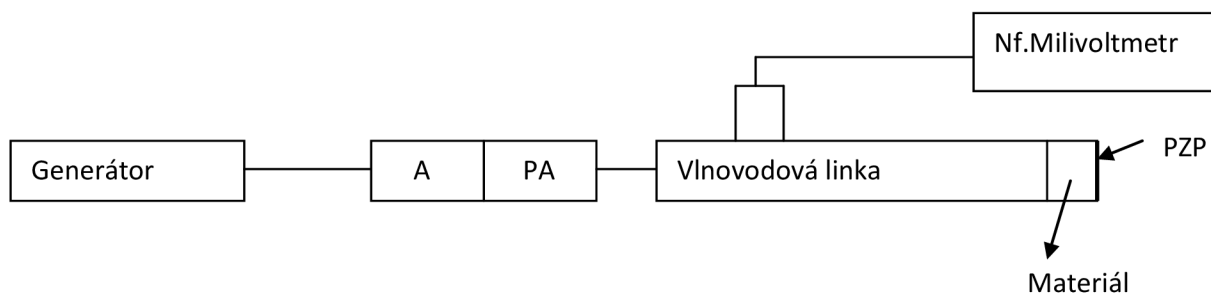 Nf.Milivoltmetr
Generátor
A
PA
Vlnovodová linka
PZP
Materiál